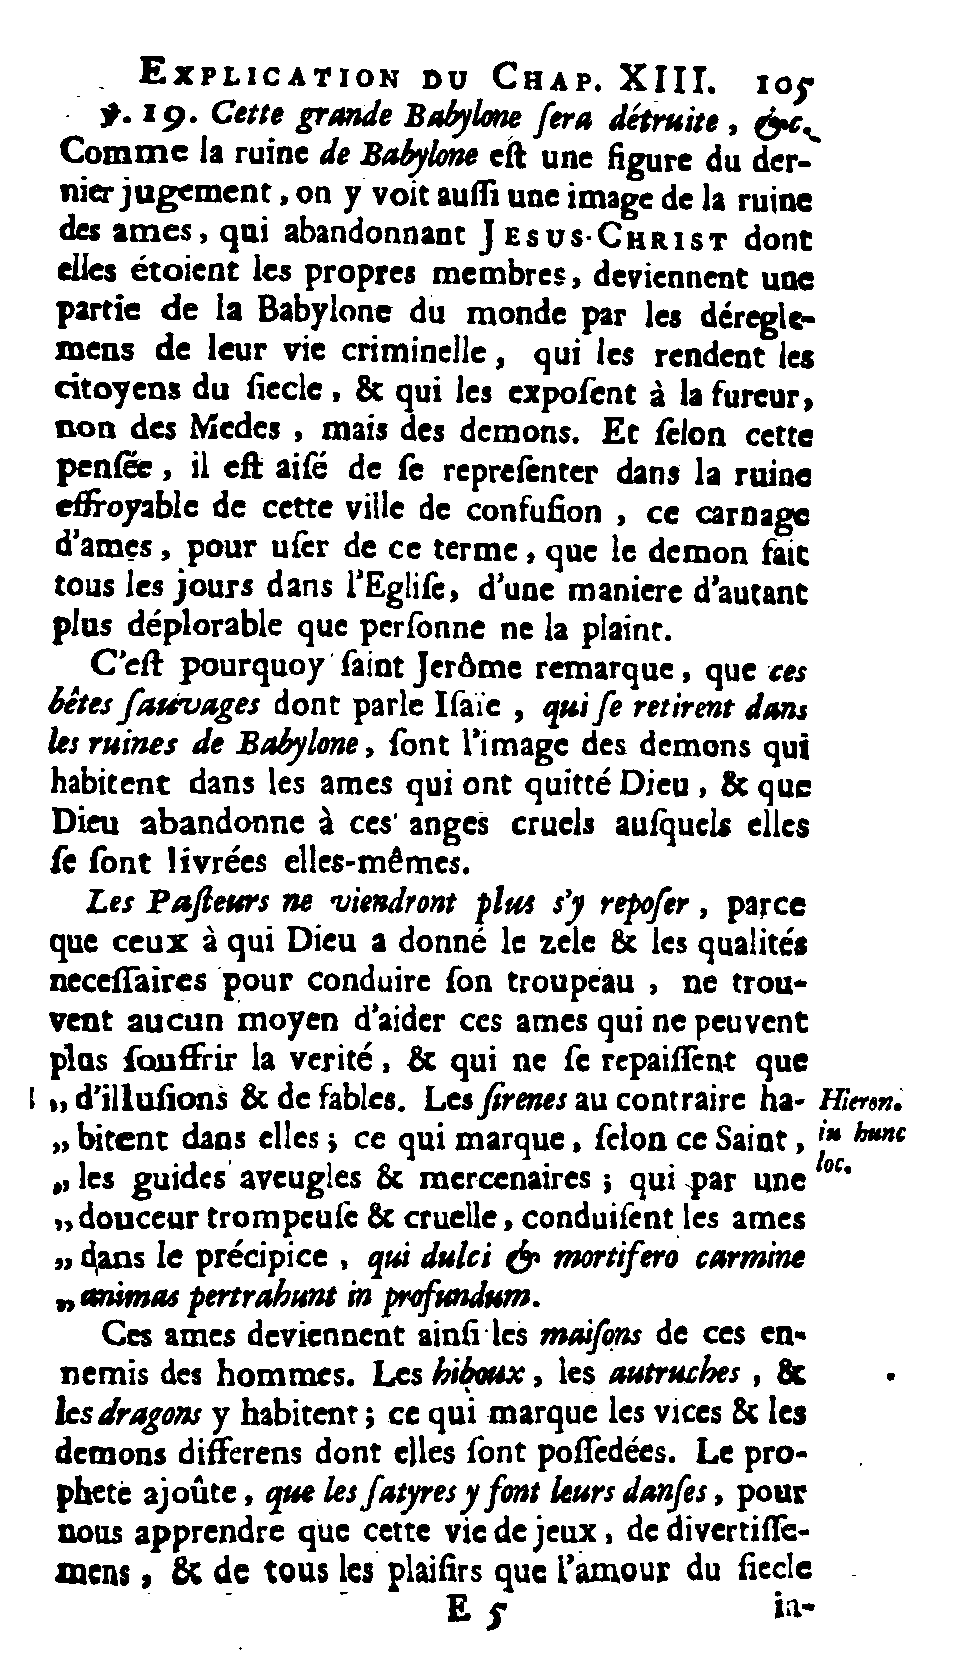 EXPLICATION DU CHAP. XIII. 105
℣. 19. Cette grande Babylone ſera détruite, &c.
Comme la ruine de Babylone eſt une figure du der-
nier jugement, on y voit auſſi une image de la ruine
des ames, qui abandonnant JESUS-CHRIST dont
elles étoient les propres membres, deviennent une
partie de la Babylone du monde par les déregle-
mens de leur vie criminelle, qui les rendent les
citoyens du ſiecle, & qui les expoſent à la fureur,
non des Medes, mais des demons. Et ſelon cette
penſée, il eſt aiſé de ſe repreſenter dans la ruine
effroyable de cette ville de confuſion, ce carnage
d'ames, pour uſer de ce terme, que le demon fait
tous les jours dans l'Egliſe, d'une maniere d'autant
plus déplorable que perſonne ne la plaint.
C'eſt pourquoy ſaint Jerôme remarque, que ces
bêtes ſauvages dont parle Iſaïe, qui ſe retirent dans
les ruines de Babylone, ſont l'image des demons qui
habitent dans les ames qui ont quitté Dieu, & que
Dieu abandonne à ces anges cruels auſquels elles
ſe ſont livrées elles-mêmes.
Les Paſteurs ne viendront plus s'y repoſer, parce
que ceux à qui Dieu a donné le zele & les qualités
neceſſaires pour conduire ſon troupeau, ne trou-
vent aucun moyen d'aider ces ames qui ne peuvent
plus ſouffrir la verité, & qui ne ſe repaiſſent que
„ d'illuſions & de fables. Les ſirenes au contraire ha- Hieron.
„ bitent dans elles; ce qui marque, ſelon ce Saint, in hunc
„ les guides aveugles & mercenaires; qui par une loc.
„ douceur trompeuſe & cruelle, conduiſent les ames
„ dans le précipice, qui dulci & mortifero carmine
„ animas pertrahunt in profundum.
Ces ames deviennent ainſi les maiſons de ces en-
nemis des hommes. Les hiboux, les autruches, &
les dragons y habitent; ce qui marque les vices & les
demons differens dont elles ſont poſſedées. Le pro-
phete ajoûte, que les ſatyres y font leurs danſes, pour
nous apprendre que cette vie de jeux, de divertiſſe-
mens, & de tous les plaiſirs que l'amour du ſiecle
E 5 in-